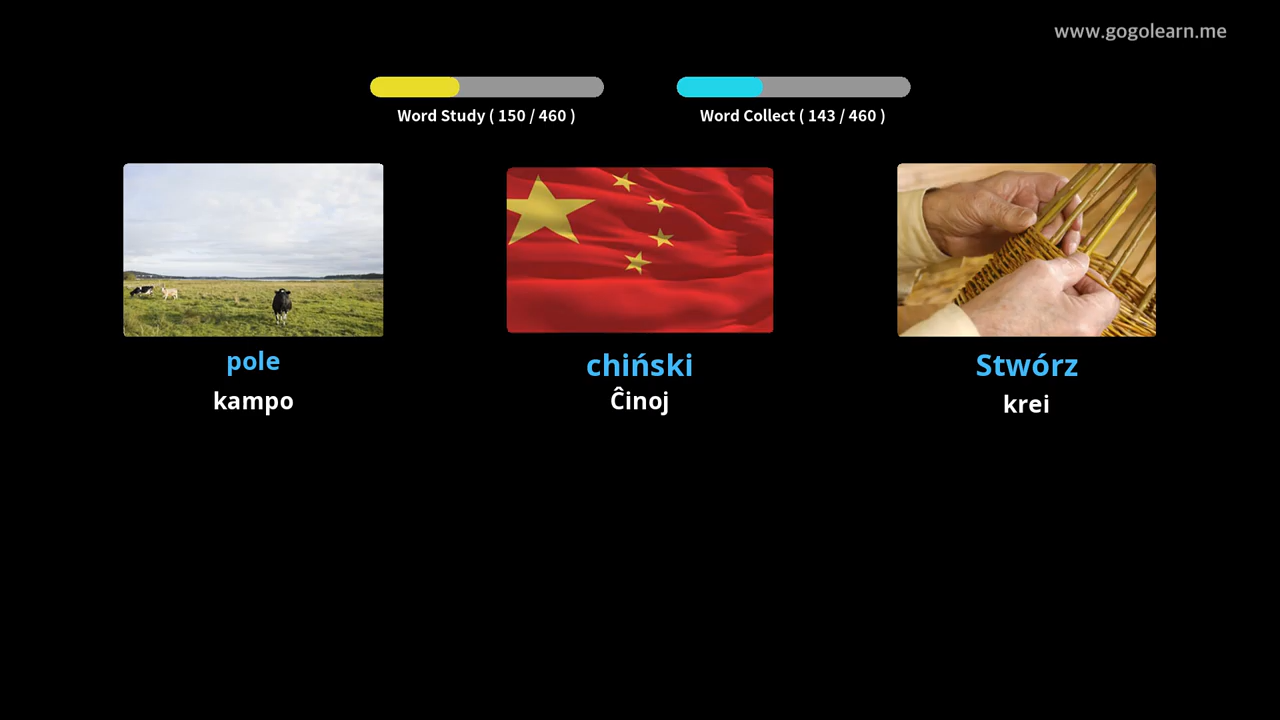 www.gogolearn.me
Word Study ( 150 / 460 )
Word Collect ( 143 / 460 )
pole
chiński
Stwórz
kampo
Ĉinoj
krei